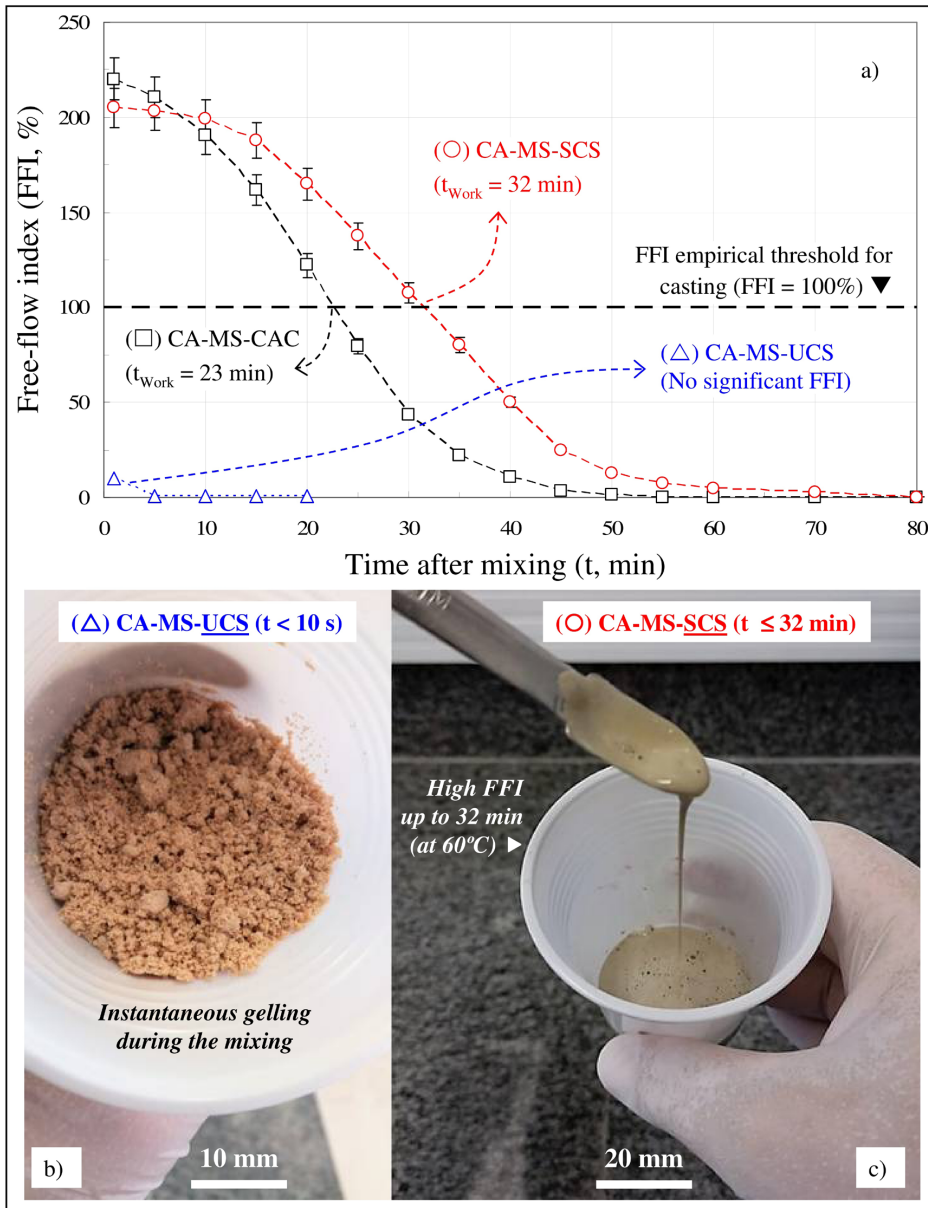 a)
Free-flow index (FFI, %)
250
200
150
100
50
0
(○) CA-MS-SCS
(tWork = 32 min)
FFI empirical threshold for
casting (FFI = 100%) ▼
(□) CA-MS-CAC
(tWork = 23 min)
(△) CA-MS-UCS
(No significant FFI)
0 10 20 30 40 50 60 70 80
Time after mixing (t, min)
(△) CA-MS-UCS (t < 10 s)
Instantaneous gelling
during the mixing
b)
10 mm
(○) CA-MS-SCS (t ≤ 32 min)
High FFI
up to 32 min
(at 60ºC) ►
20 mm
c)